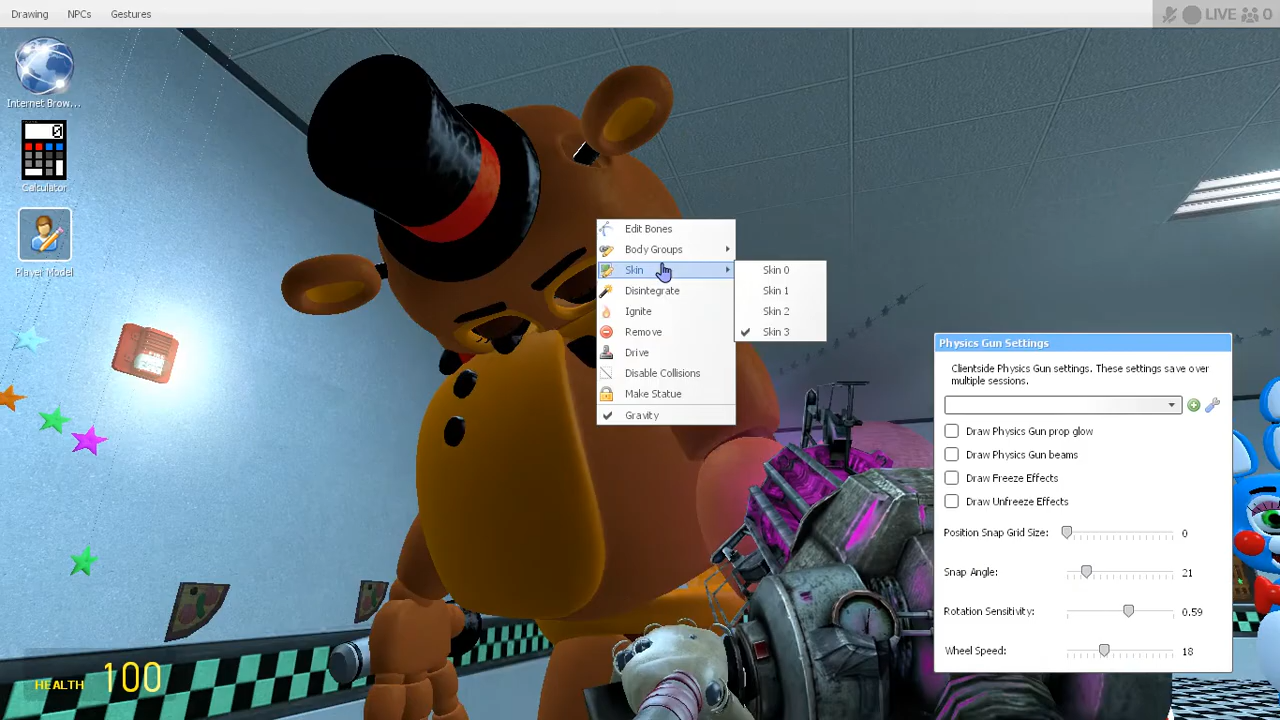 Drawing NPCs Gestures
LIVE 0
Internet Brow...
0
Calculator
Player Model
Edit Bones
Body Groups
Skin
Disintegrate
Ignite
Remove
Drive
Disable Collisions
Make Statue
Gravity
Skin 0
Skin 1
Skin 2
Skin 3
Physics Gun Settings
Clientside Physics Gun settings. These settings save over
multiple sessions.
Draw Physics Gun prop glow
Draw Physics Gun beams
Draw Freeze Effects
Draw Unfreeze Effects
Position Snap Grid Size: 0
Snap Angle: 21
Rotation Sensitivity: 0.59
Wheel Speed: 18
HEALTH 100